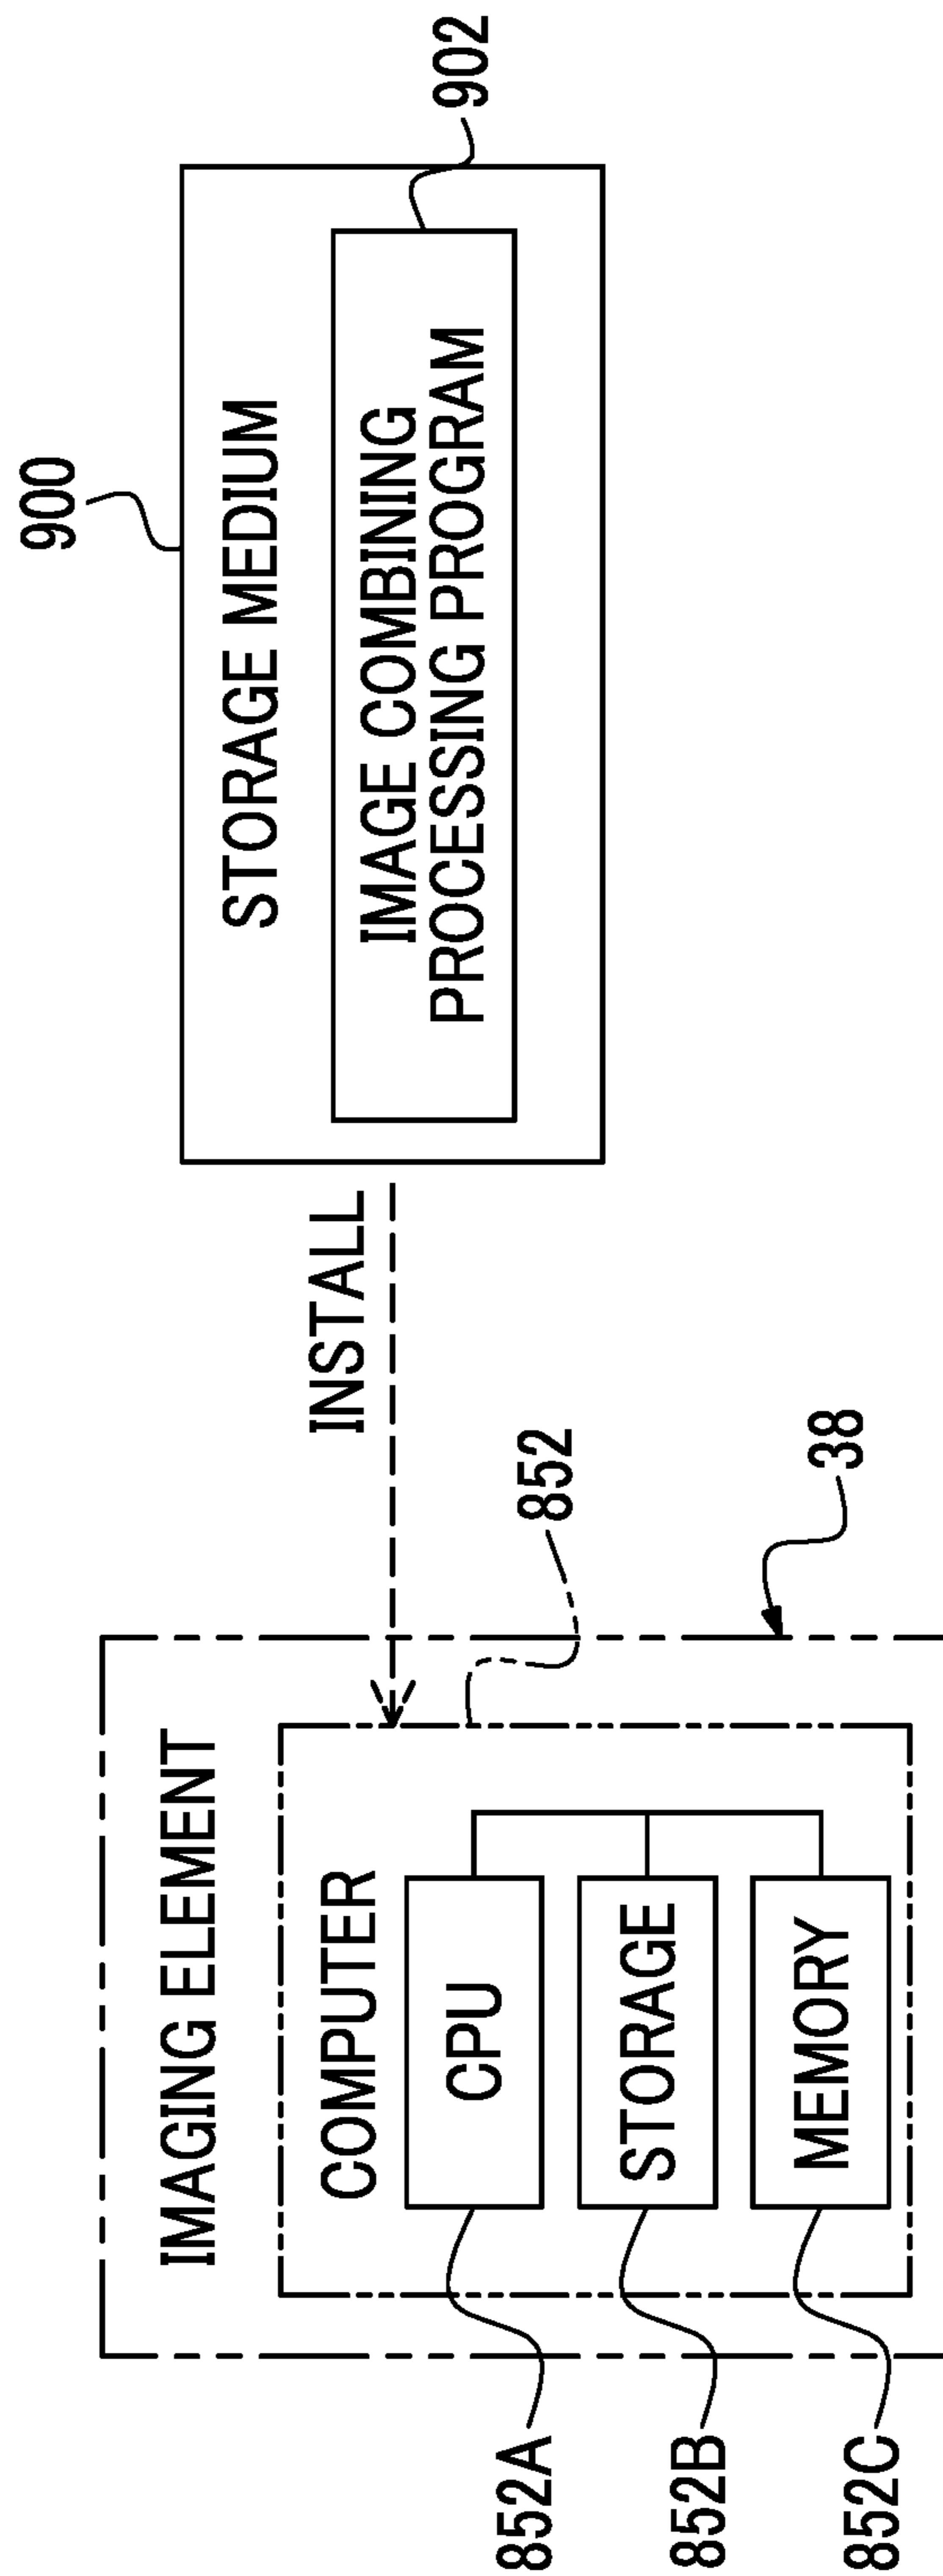 IMAGING ELEMENT
COMPUTER
852A
CPU
852B
STORAGE
852C
MEMORY
852
38
INSTALL
900
STORAGE MEDIUM
IMAGE COMBINING
PROCESSING PROGRAM
902